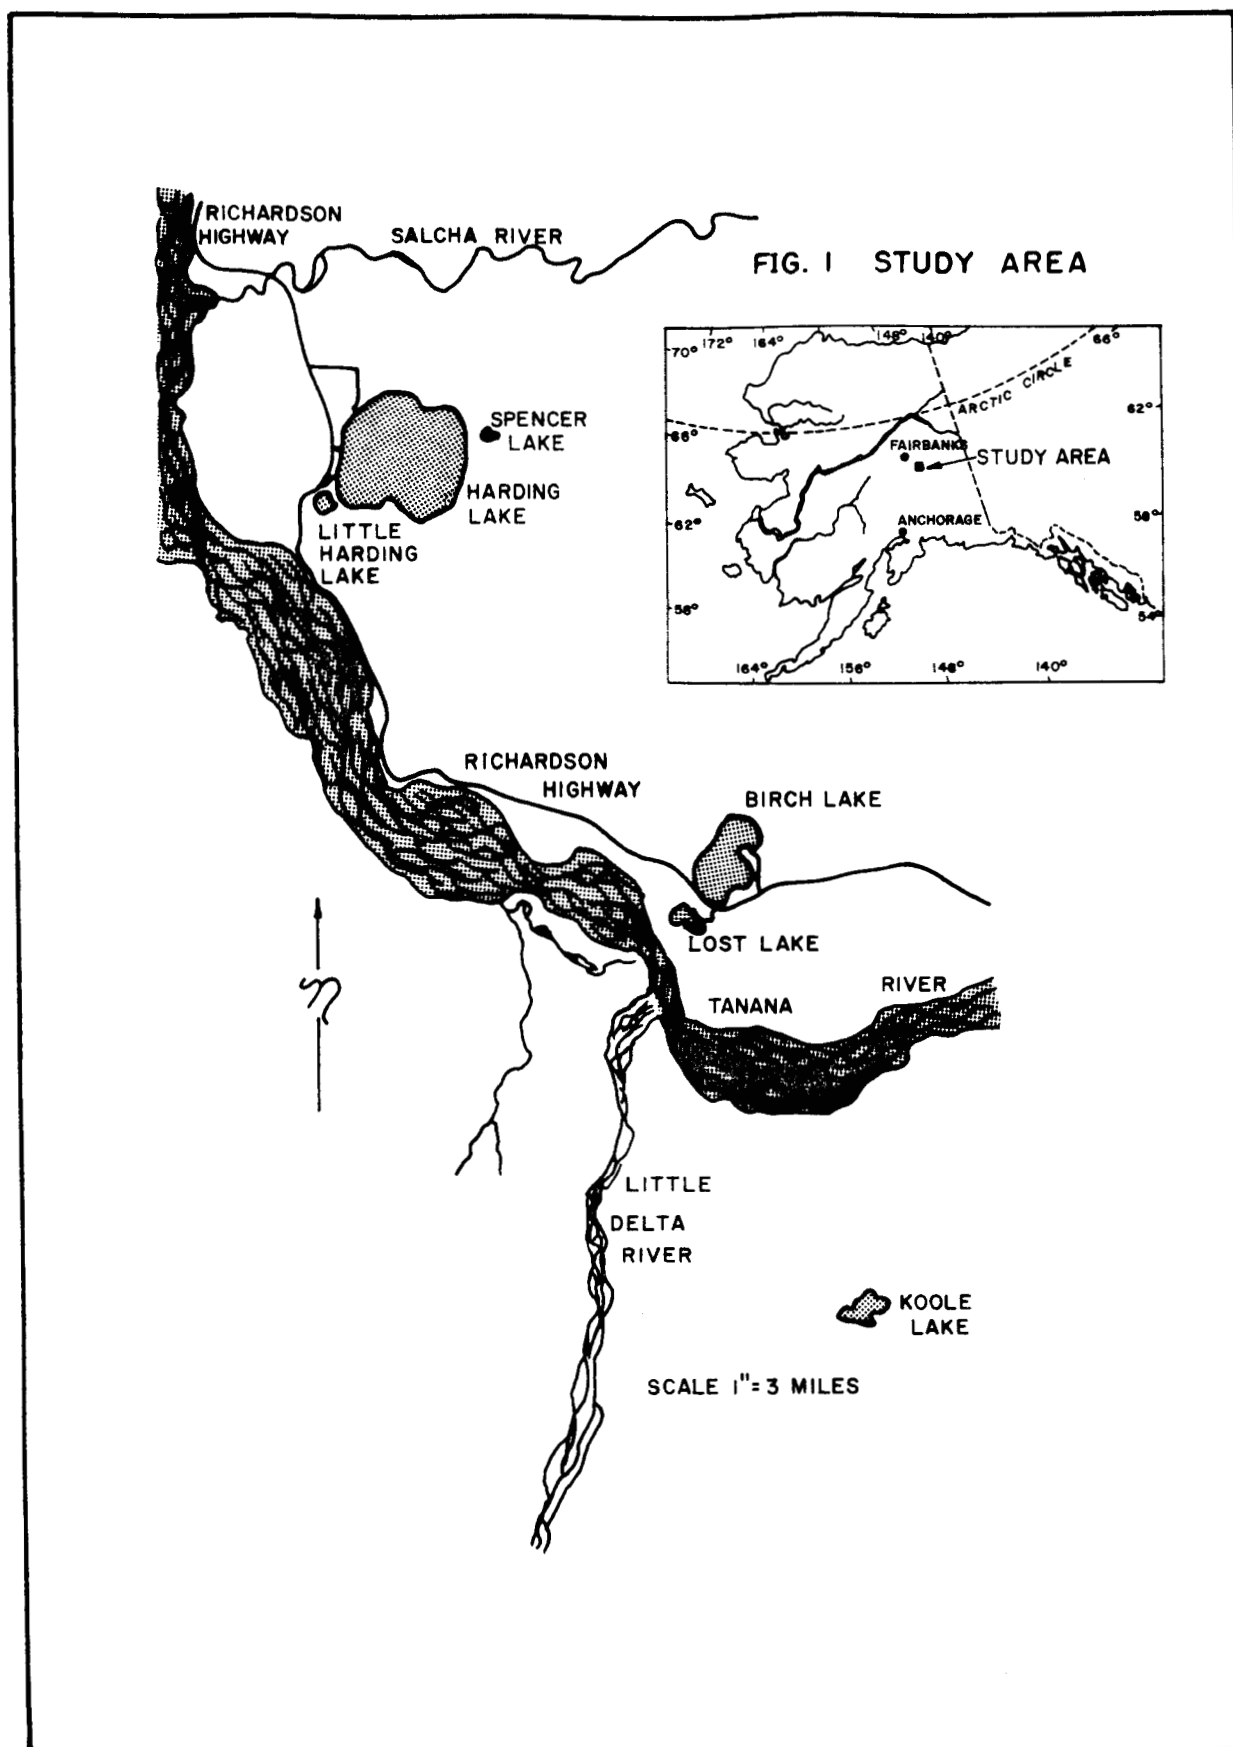 RICHARDSON
HIGHWAY
SALCHA RIVER
FIG. 1 STUDY AREA
70° 172° 164° 148° 140° 66°
ARCTIC CIRCLE
62°
66°
FAIRBANKS
STUDY AREA
62°
ANCHORAGE
58°
58°
54°
164° 156° 148° 140°
SPENCER
LAKE
HARDING
LAKE
LITTLE
HARDING
LAKE
RICHARDSON
HIGHWAY
BIRCH LAKE
LOST LAKE
N
TANANA RIVER
LITTLE
DELTA
RIVER
KOOLE
LAKE
SCALE 1"= 3 MILES